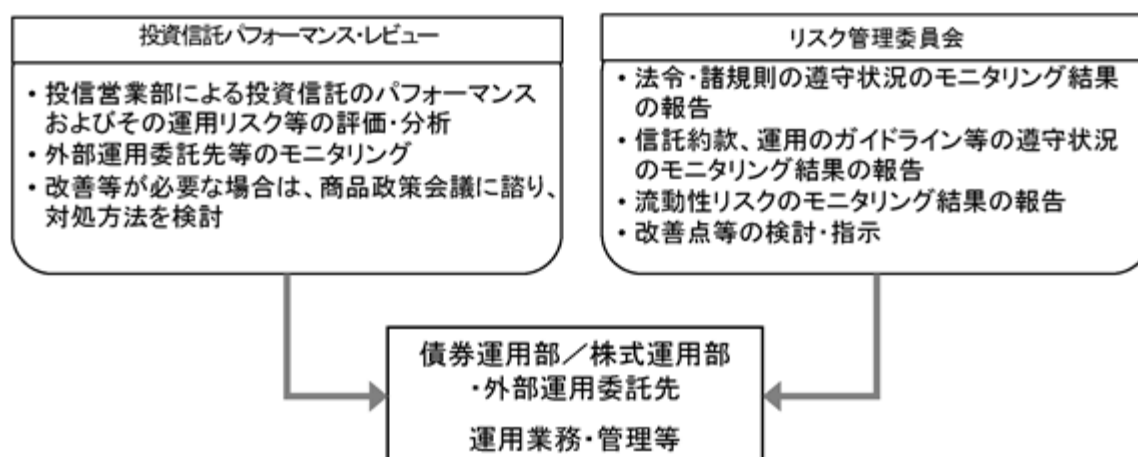 投資信託パフォーマンス・レビュー
・投信営業部による投資信託のパフォーマンス
およびその運用リスク等の評価・分析
・外部運用委託先等のモニタリング
・改善等が必要な場合は、商品政策会議に諮り、
対処方法を検討
リスク管理委員会
・法令・諸規則の遵守状況のモニタリング結果
の報告
・信託約款、運用のガイドライン等の遵守状況
のモニタリング結果の報告
・流動性リスクのモニタリング結果の報告
・改善点等の検討・指示
債券運用部／株式運用部
・外部運用委託先
運用業務・管理等